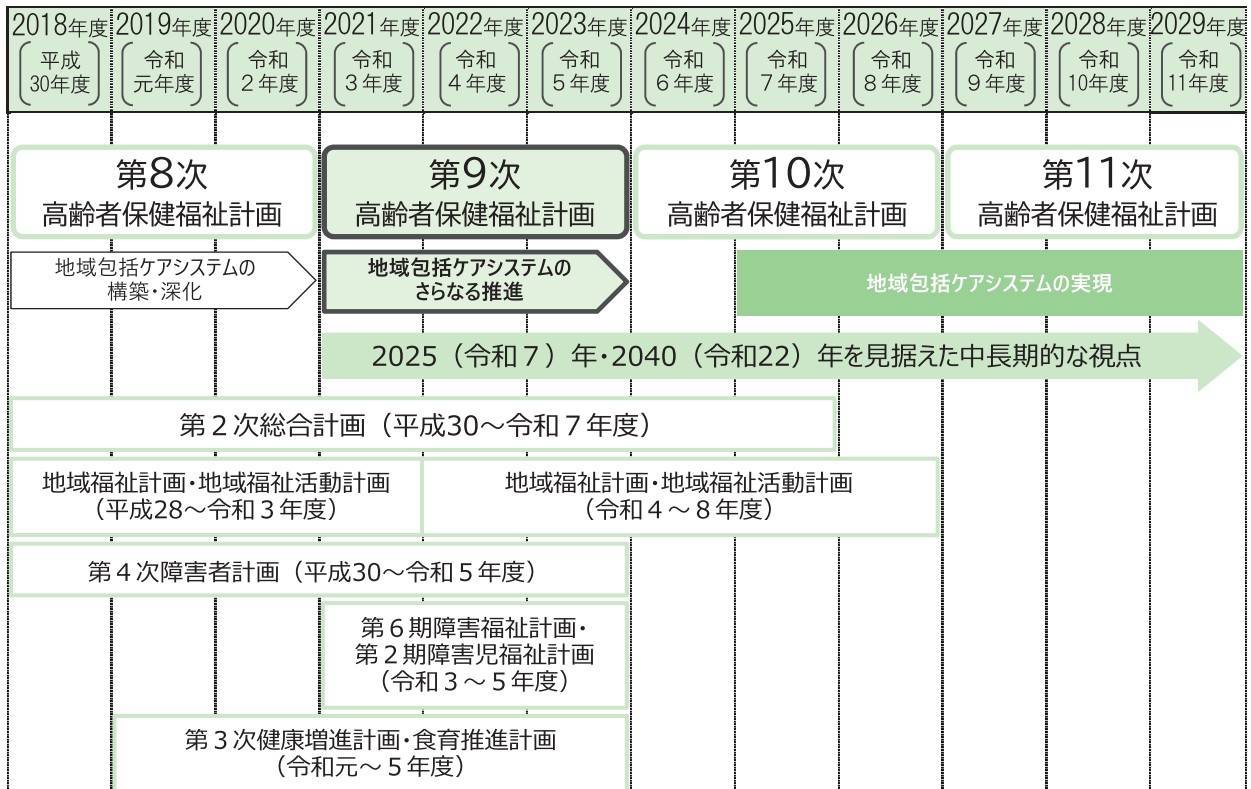 2018年度 2019年度 2020年度 2021年度 2022年度 2023年度 2024年度 2025年度 2026年度 2027年度 2028年度 2029年度
平成 令和 令和 令和 令和 令和 令和 令和 令和 令和 令和 令和
30年度 元年度 2年度 3年度 4年度 5年度 6年度 7年度 8年度 9年度 10年度 11年度
第8次
高齢者保健福祉計画
第9次
高齢者保健福祉計画
第10次
高齢者保健福祉計画
第11次
高齢者保健福祉計画
地域包括ケアシステムの
構築・深化
地域包括ケアシステムの
さらなる推進
地域包括ケアシステムの実現
2025（令和7）年・2040（令和22）年を見据えた中長期的な視点
第2次総合計画（平成30～令和7年度）
地域福祉計画・地域福祉活動計画
（平成28～令和3年度）
地域福祉計画・地域福祉活動計画
（令和4～8年度）
第4次障害者計画（平成30～令和5年度）
第6期障害福祉計画・
第2期障害児福祉計画
（令和3～5年度）
第3次健康増進計画・食育推進計画
（令和元～5年度）